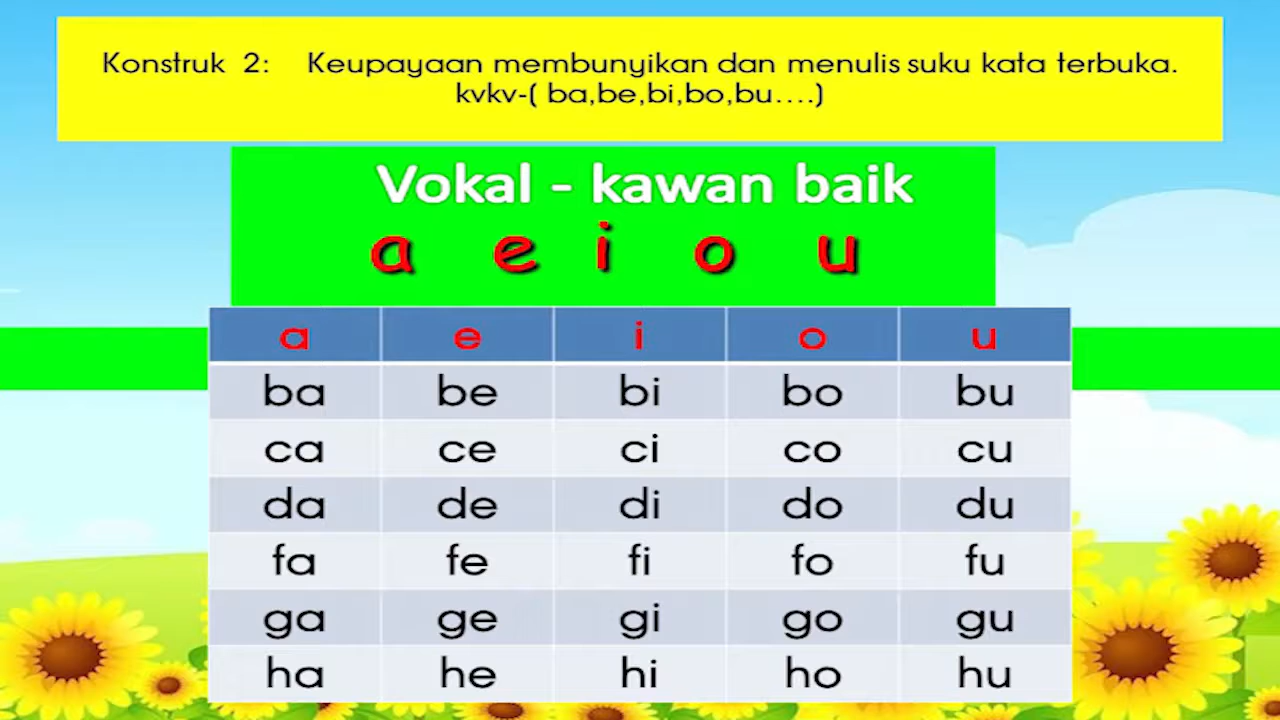 Konstruk 2: Keupayaan membunyikan dan menulis suku kata terbuka.
kvkv-( ba,be,bi,bo,bu....)
Vokal - kawan baik
a e i o u
a e i o u
ba be bi bo bu
ca ce ci co cu
da de di do du
fa fe fi fo fu
ga ge gi go gu
ha he hi ho hu